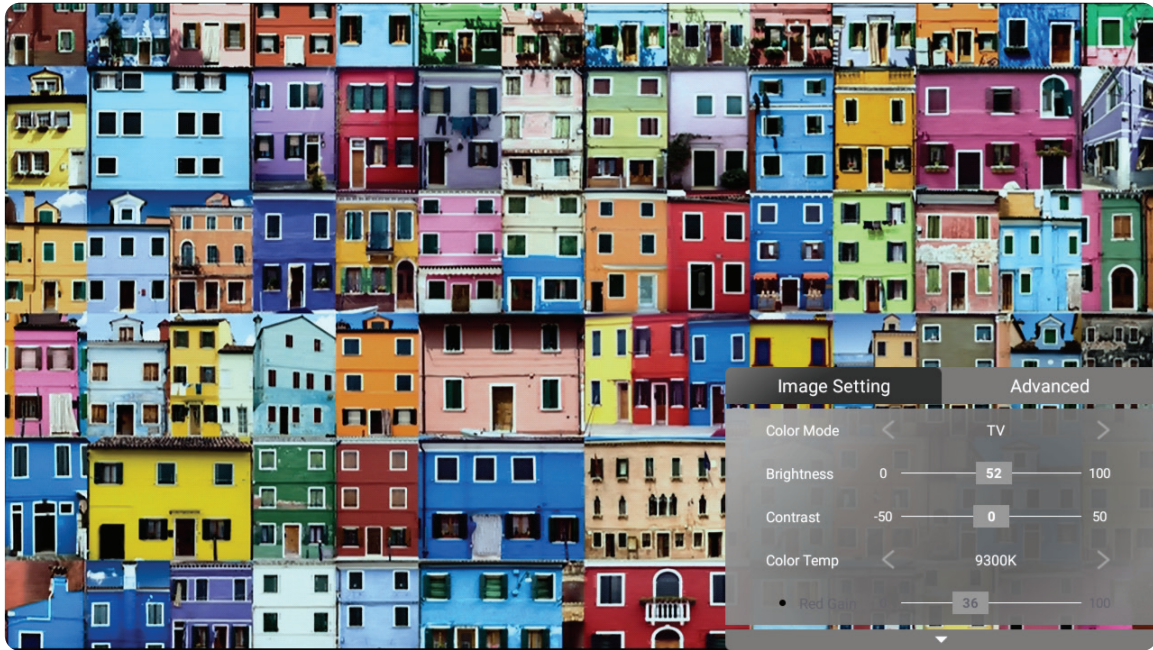 Image Setting Advanced
Color Mode TV
Brightness 0 52 100
Contrast -50 0 50
Color Temp 9300K
Red Gain 0 36 100